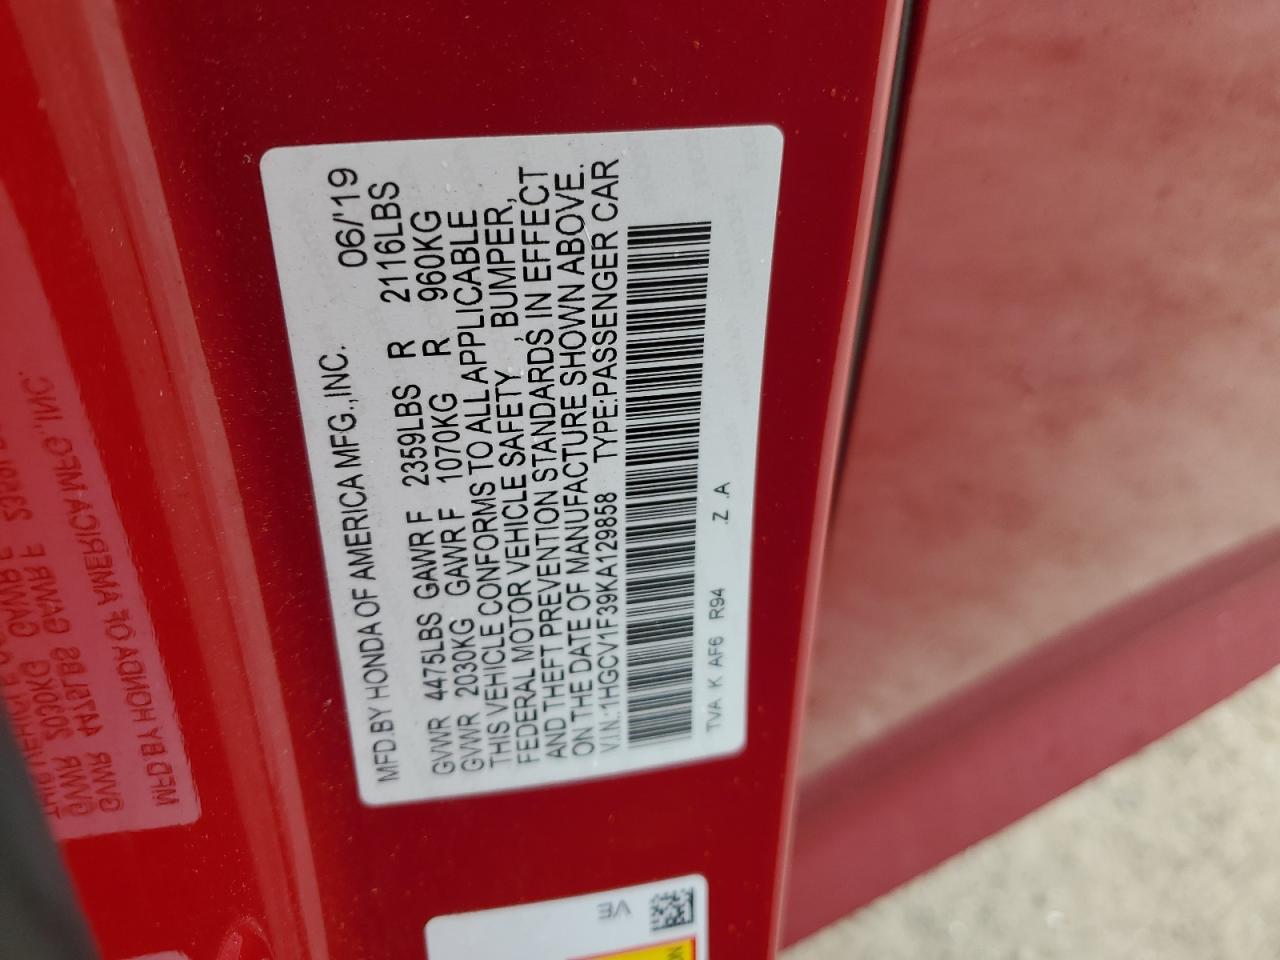 MFD.BY HONDA OF AMERICA MFG.,INC. 06/'19
GVWR 4475LBS GAWR F 2359LBS R 2116LBS
GVWR 2030KG GAWR F 1070KG R 960KG
THIS VEHICLE CONFORMS TO ALL APPLICABLE
FEDERAL MOTOR VEHICLE SAFETY , BUMPER,
AND THEFT PREVENTION STANDARDS IN EFFECT
ON THE DATE OF MANUFACTURE SHOWN ABOVE.
V.I.N.:1HGCV1F39KA129858 TYPE:PASSENGER CAR
TVA K AF6 R94 .Z .A